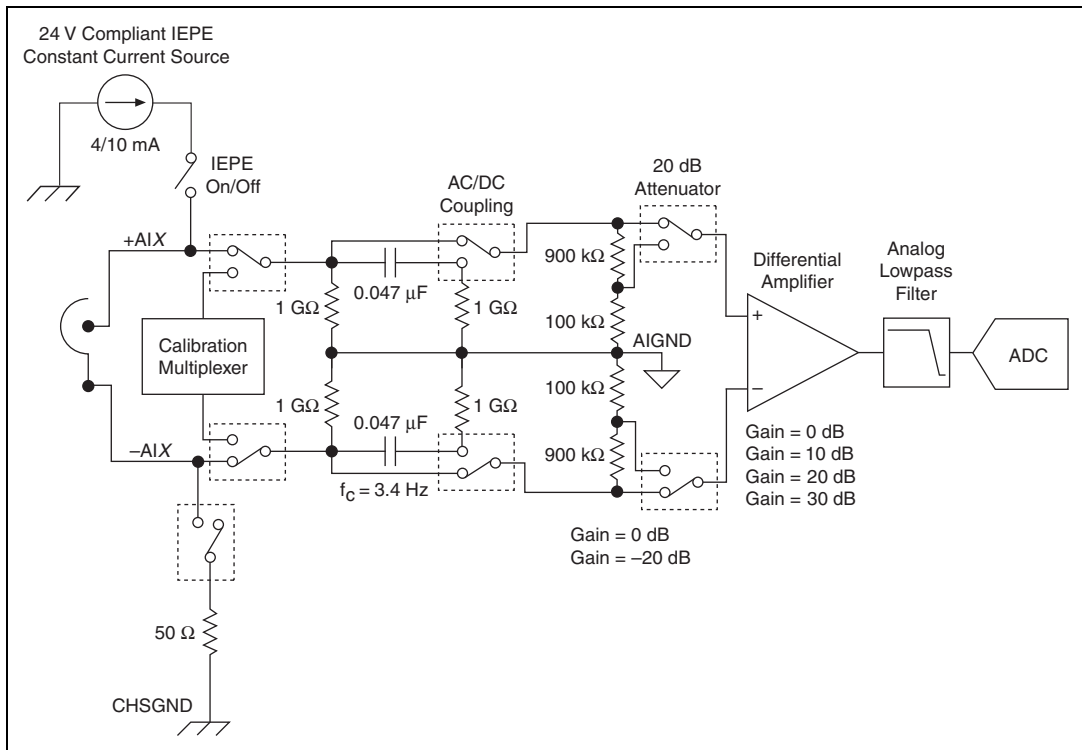 24 V Compliant IEPE
Constant Current Source
4/10 mA
IEPE
On/Off
+AIX
Calibration
Multiplexer
–AIX
50 Ω
CHSGND
1 GΩ
1 GΩ
0.047 µF
0.047 µF
fC = 3.4 Hz
AC/DC
Coupling
1 GΩ
1 GΩ
20 dB
Attenuator
900 kΩ
100 kΩ
AIGND
100 kΩ
900 kΩ
Gain = 0 dB
Gain = –20 dB
Differential
Amplifier
+
–
Gain = 0 dB
Gain = 10 dB
Gain = 20 dB
Gain = 30 dB
Analog
Lowpass
Filter
ADC